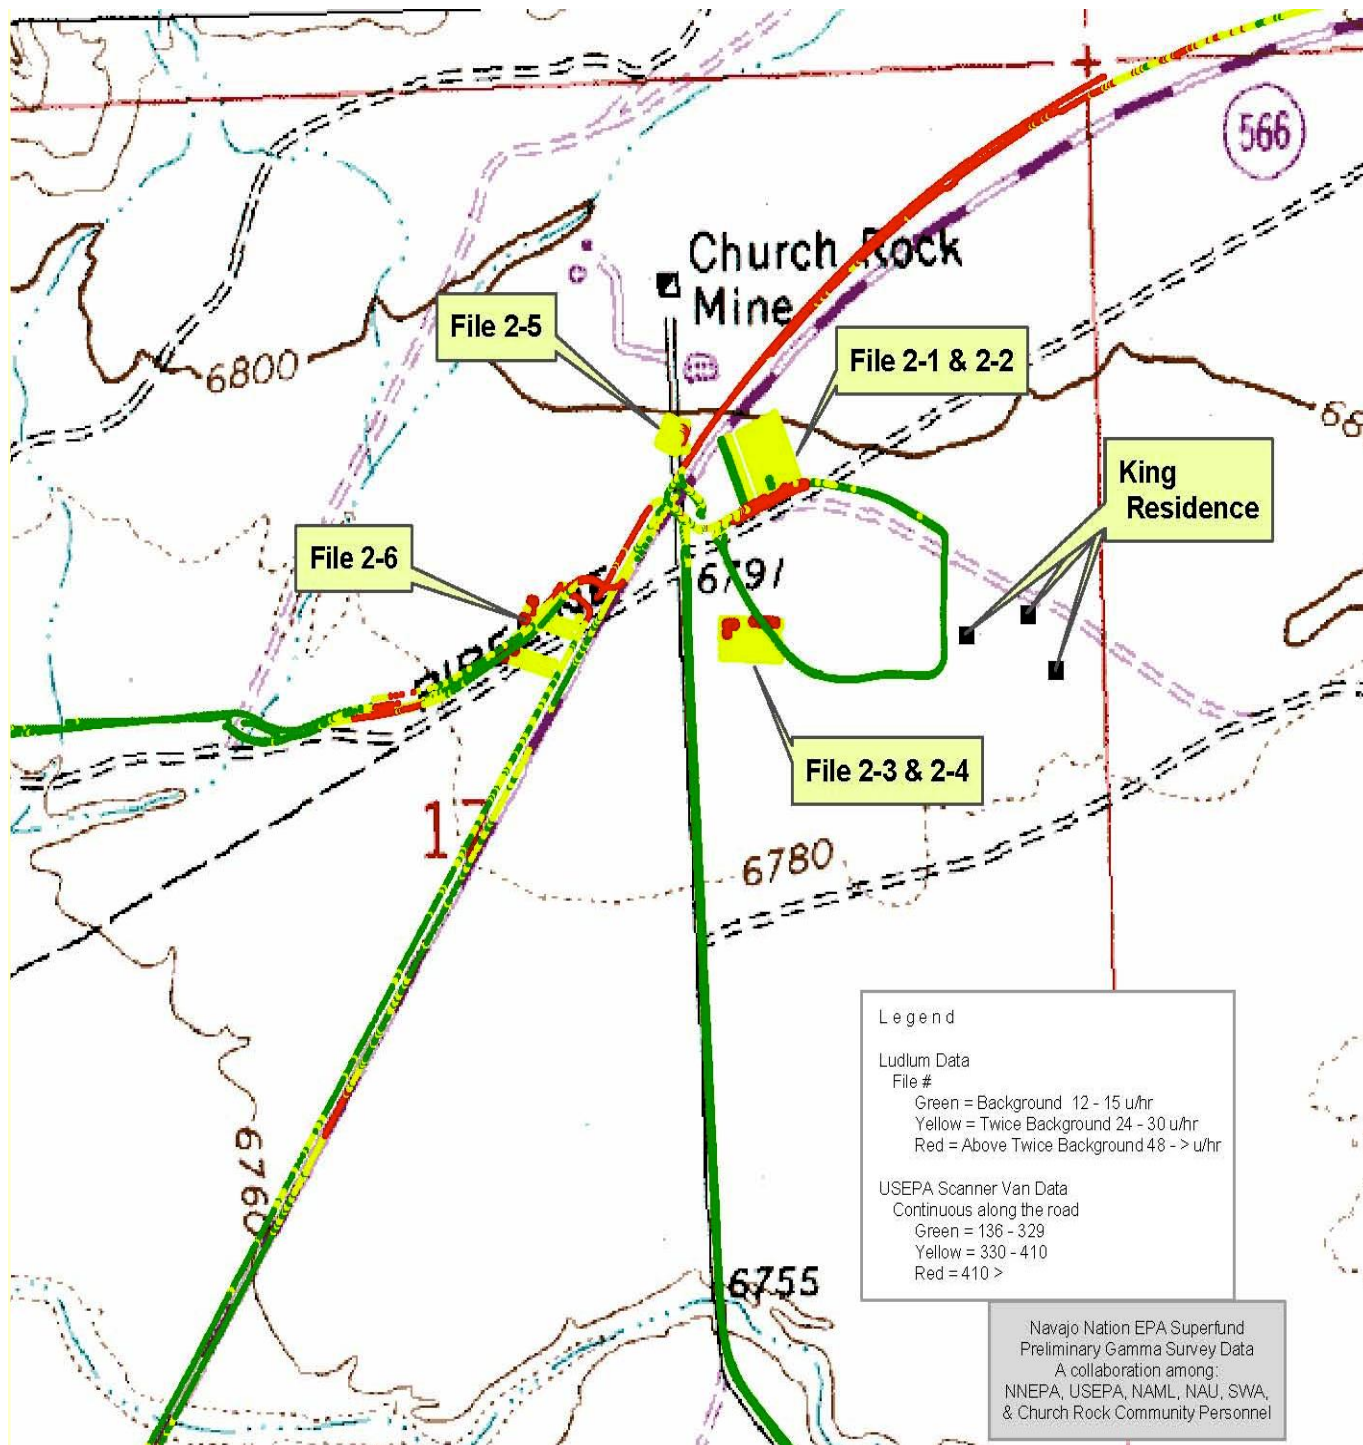 566
Church Rock
Mine
File 2-5
File 2-1 & 2-2
6800
68
King
Residence
File 2-6
6791
File 2-3 & 2-4
17
6780
6760
6755
Legend
Ludlum Data
File #
Green = Background 12 - 15 u/hr
Yellow = Twice Background 24 - 30 u/hr
Red = Above Twice Background 48 - > u/hr
USEPA Scanner Van Data
Continuous along the road
Green = 136 - 329
Yellow = 330 - 410
Red = 410 >
Navajo Nation EPA Superfund
Preliminary Gamma Survey Data
A collaboration among:
NNEPA, USEPA, NAML, NAU, SWA,
& Church Rock Community Personnel